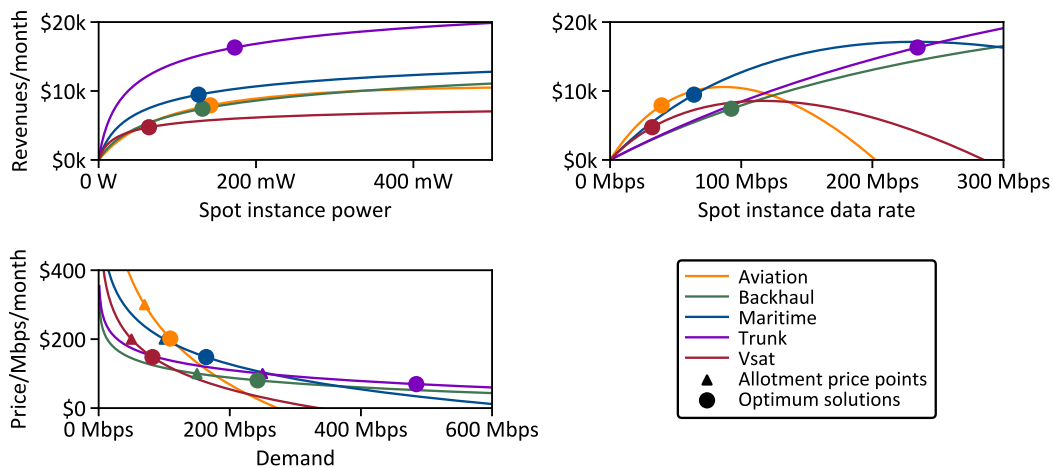 Revenues/month
$20k
$10k
$0k
0 W
200 mW
400 mW
Spot instance power
$20k
$10k
$0k
0 Mbps
100 Mbps
200 Mbps
300 Mbps
Spot instance data rate
Price/Mbps/month
$400
$200
$0
0 Mbps
200 Mbps
400 Mbps
600 Mbps
Demand
Aviation
Backhaul
Maritime
Trunk
Vsat
Allotment price points
Optimum solutions